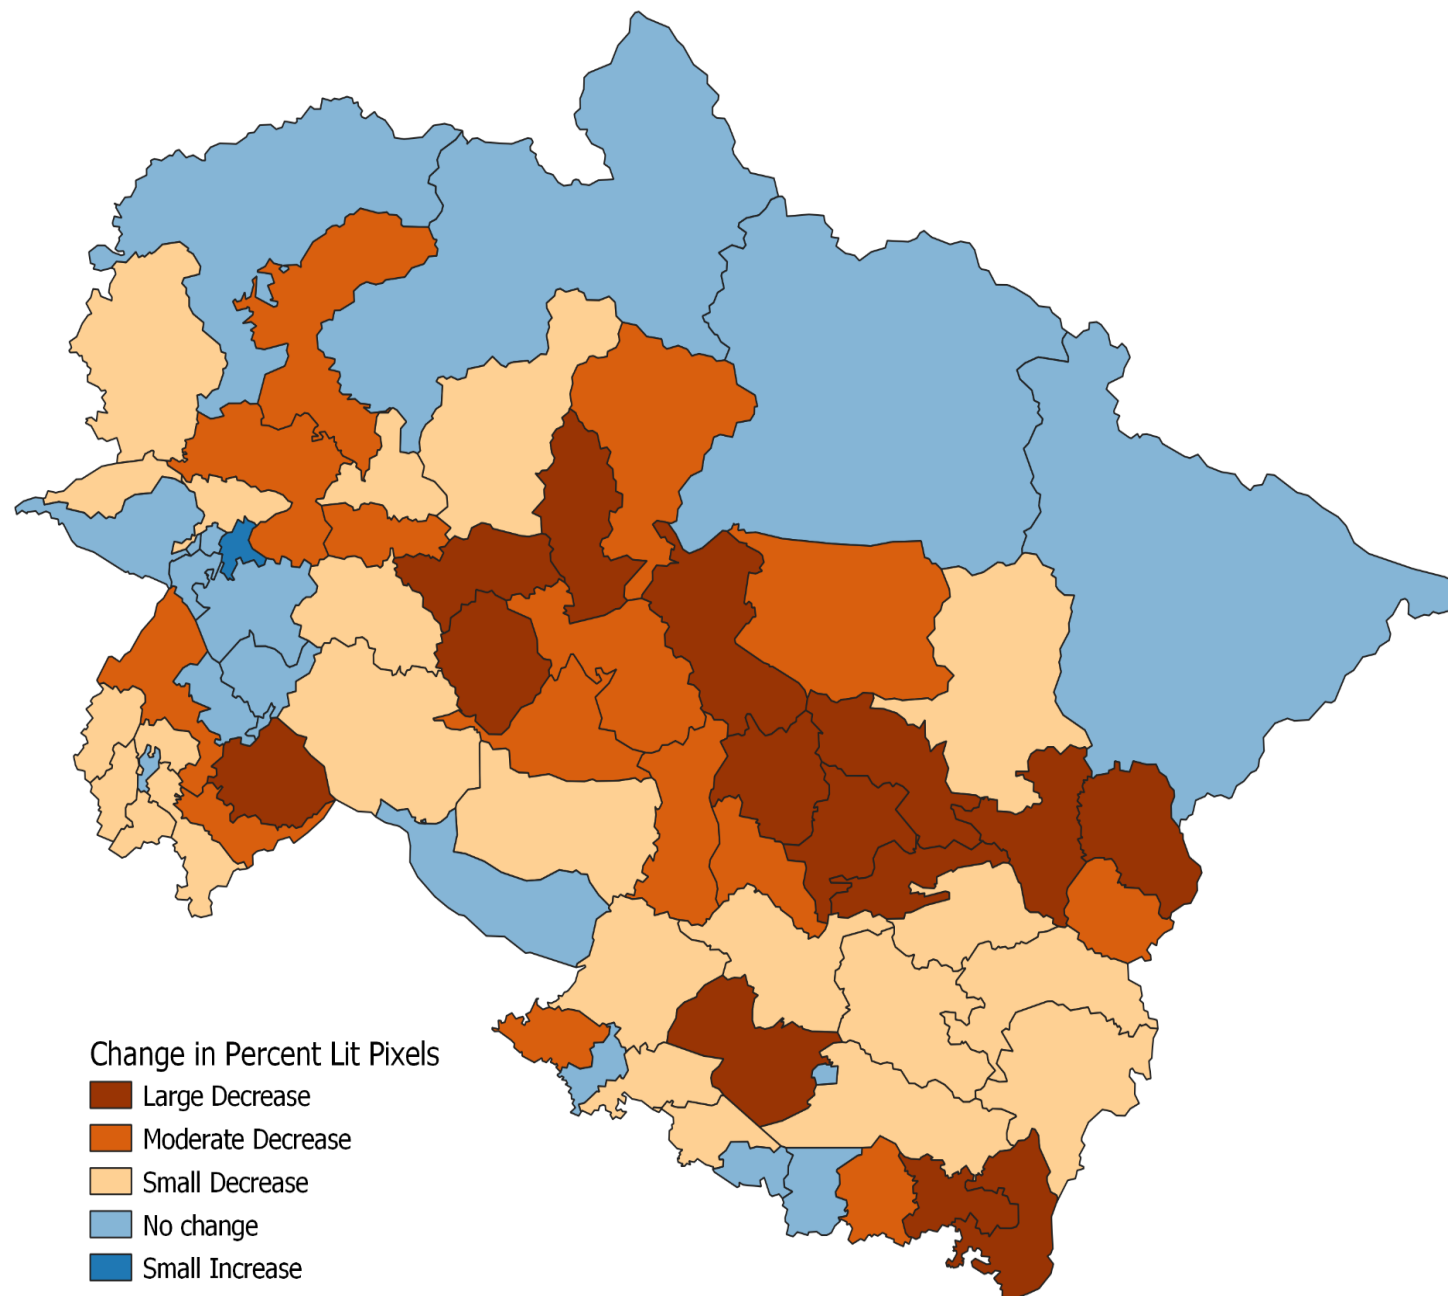 Change in Percent Lit Pixels
Large Decrease
Moderate Decrease
Small Decrease
No change
Small Increase